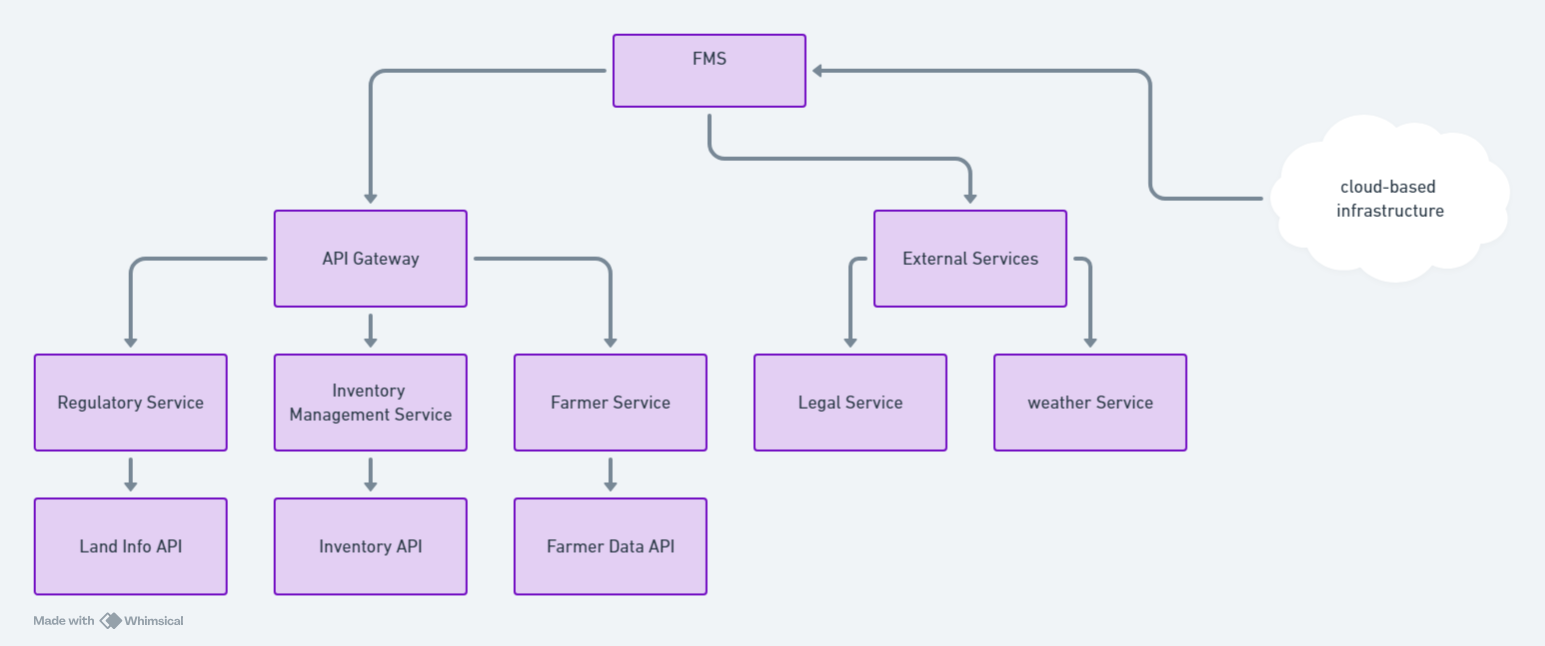 FMS
cloud-based
infrastructure
API Gateway
External Services
Regulatory Service
Inventory
Management Service
Farmer Service
Legal Service
weather Service
Land Info API
Inventory API
Farmer Data API
Made with Whimsical